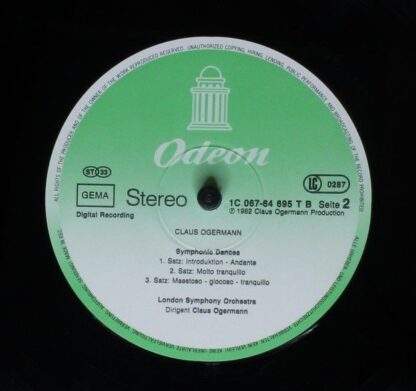 ALL RIGHTS OF THE PRODUCER AND OF THE OWNER OF THE WORK REPRODUCED RESERVED. UNAUTHORIZED COPYING, HIRING, LENDING, PUBLIC PERFORMANCE AND BROADCASTING OF THE RECORD PROHIBITED
Odeon
ST 33
GEMA
Stereo
Digital Recording
1C 067-64 695 T B Seite 2
℗ 1982 Claus Ogermann Production
LC
0287
CLAUS OGERMANN
Symphonic Dances
1. Satz: Introduktion - Andante
2. Satz: Molto tranquillo
3. Satz: Maestoso - giocoso - tranquillo
London Symphony Orchestra
Dirigent Claus Ogermann